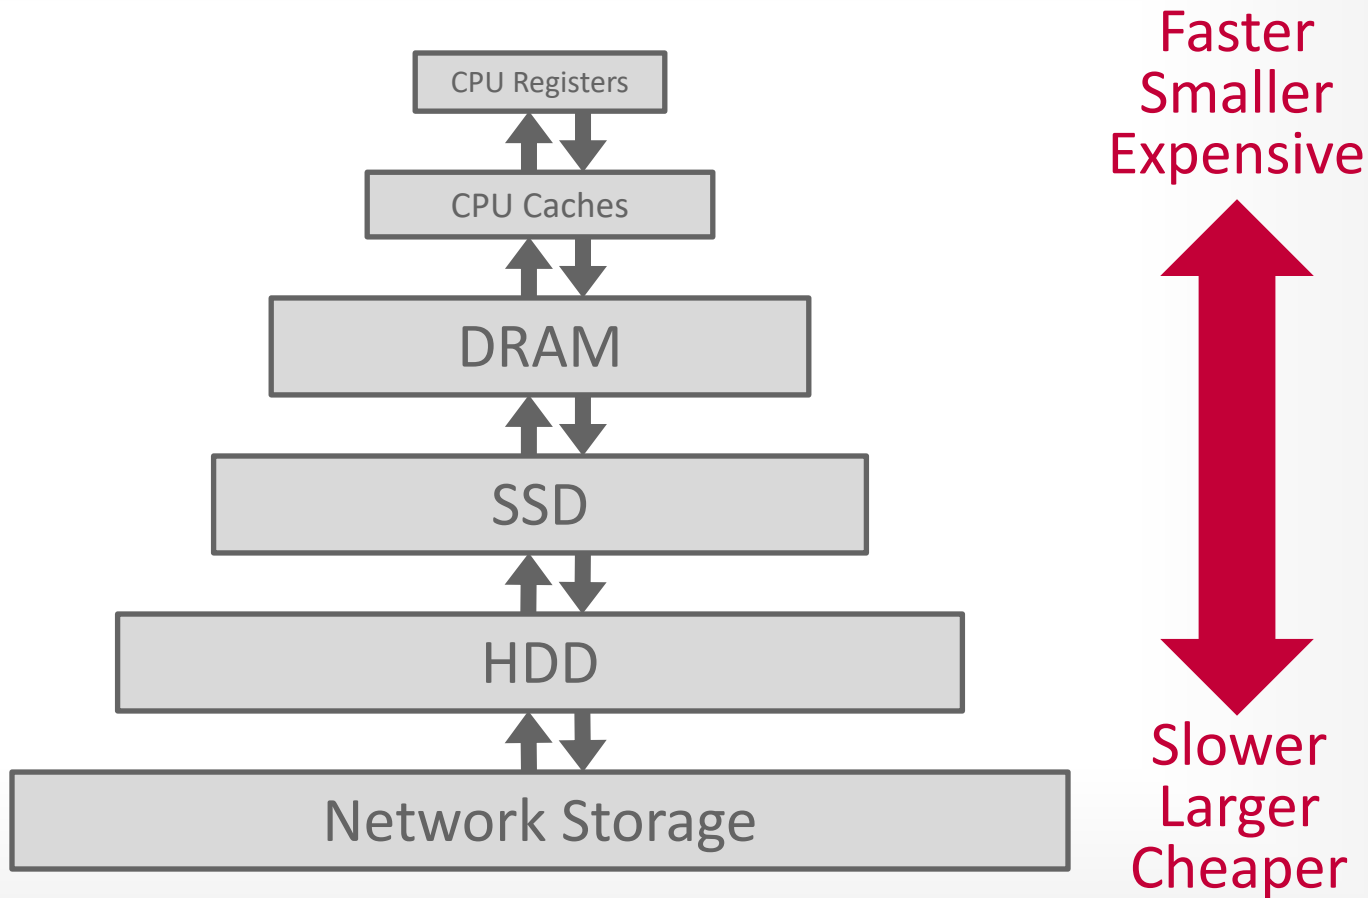 CPU Registers
CPU Caches
DRAM
SSD
HDD
Network Storage
Faster
Smaller
Expensive
Slower
Larger
Cheaper